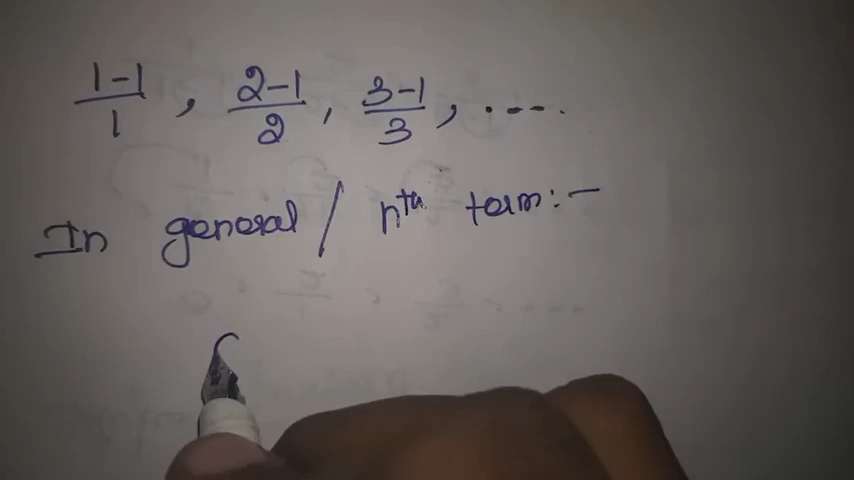 1-1/1 , 2-1/2 , 3-1/3 , ....
In general / nth term:-